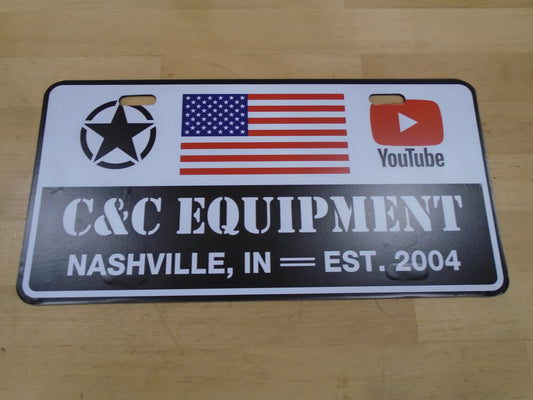 YouTube
C&C EQUIPMENT
NASHVILLE, IN = EST. 2004